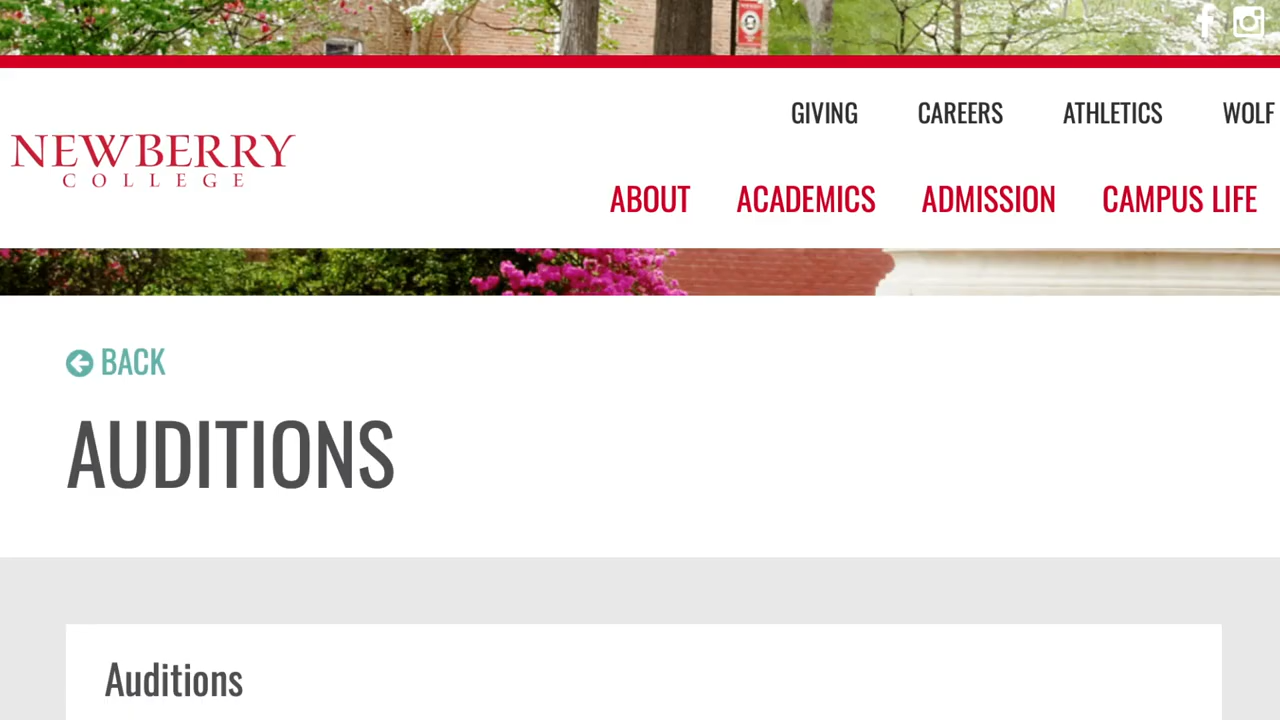 GIVING CAREERS ATHLETICS WOLF
NEWBERRY
COLLEGE
ABOUT ACADEMICS ADMISSION CAMPUS LIFE
BACK
AUDITIONS
Auditions